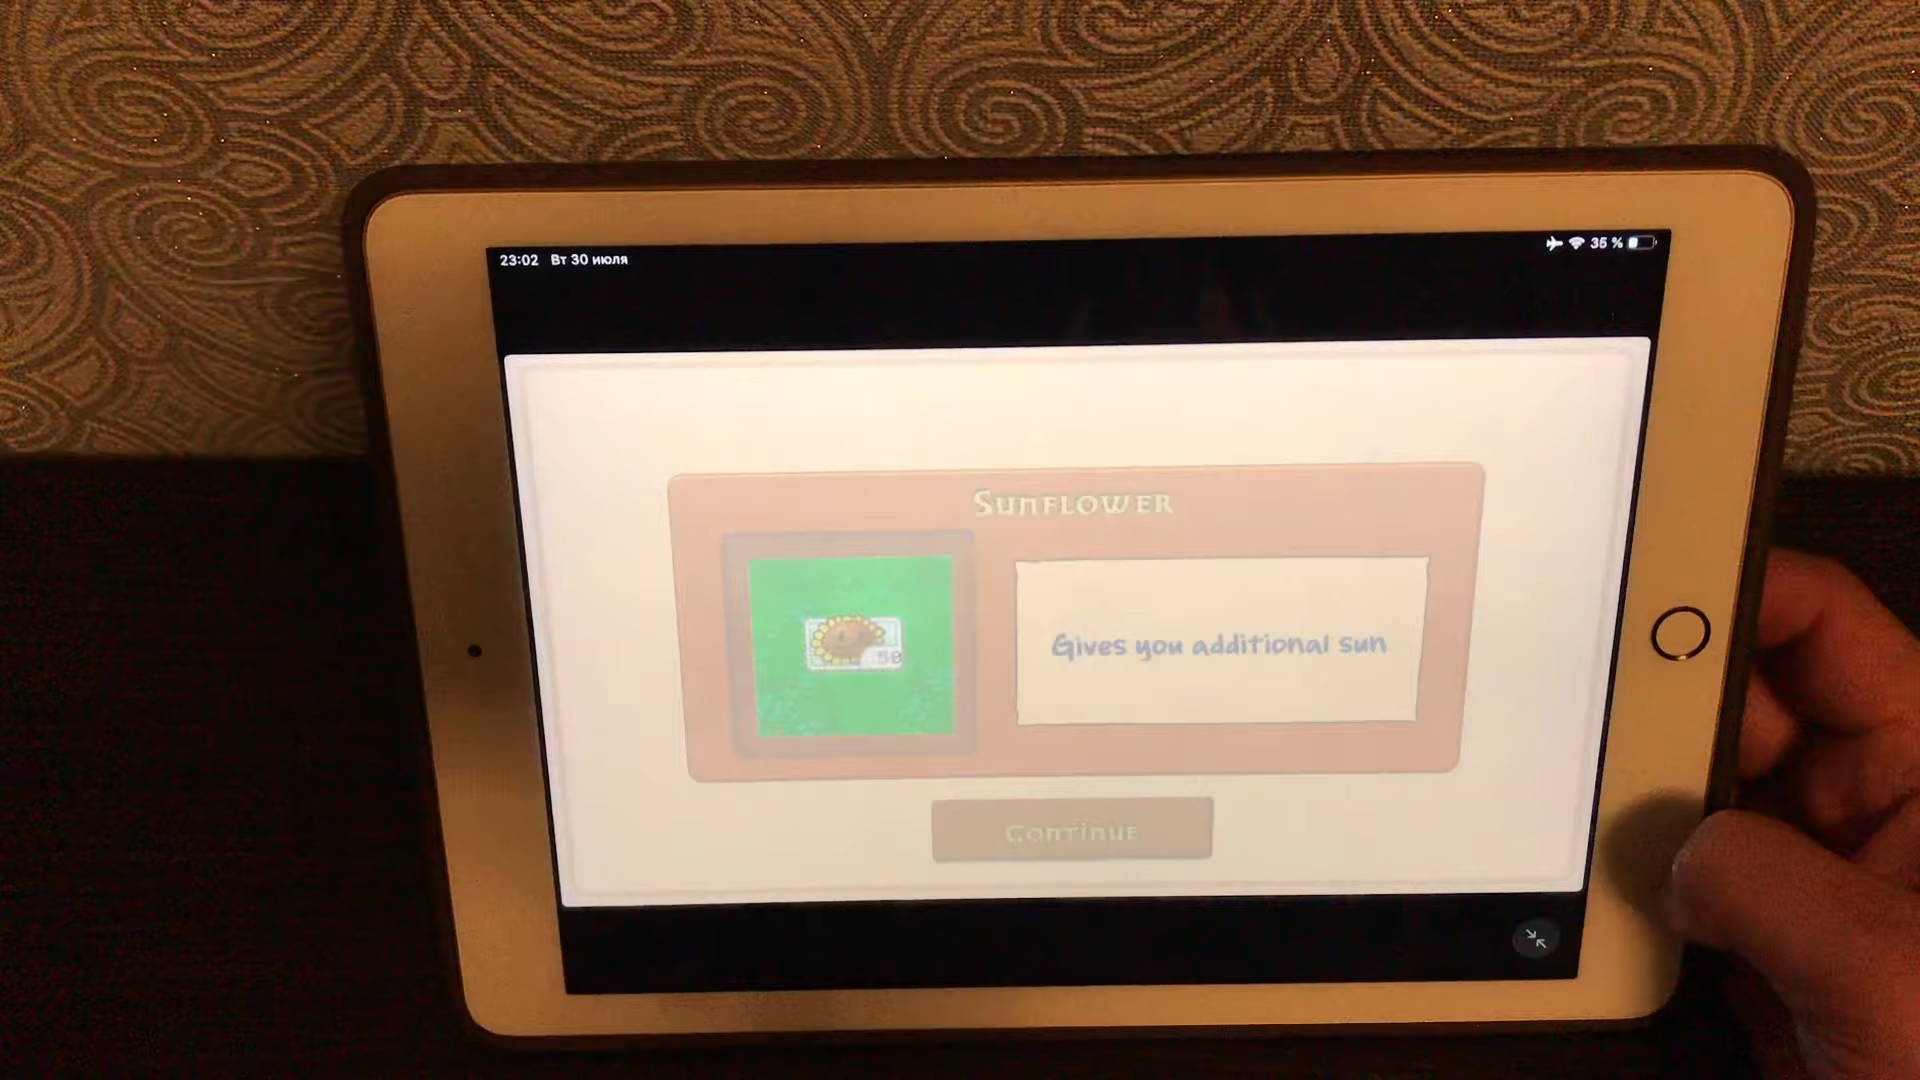 23:02 Вт 30 июля
35 %
Sunflower
50
Gives you additional sun
Continue